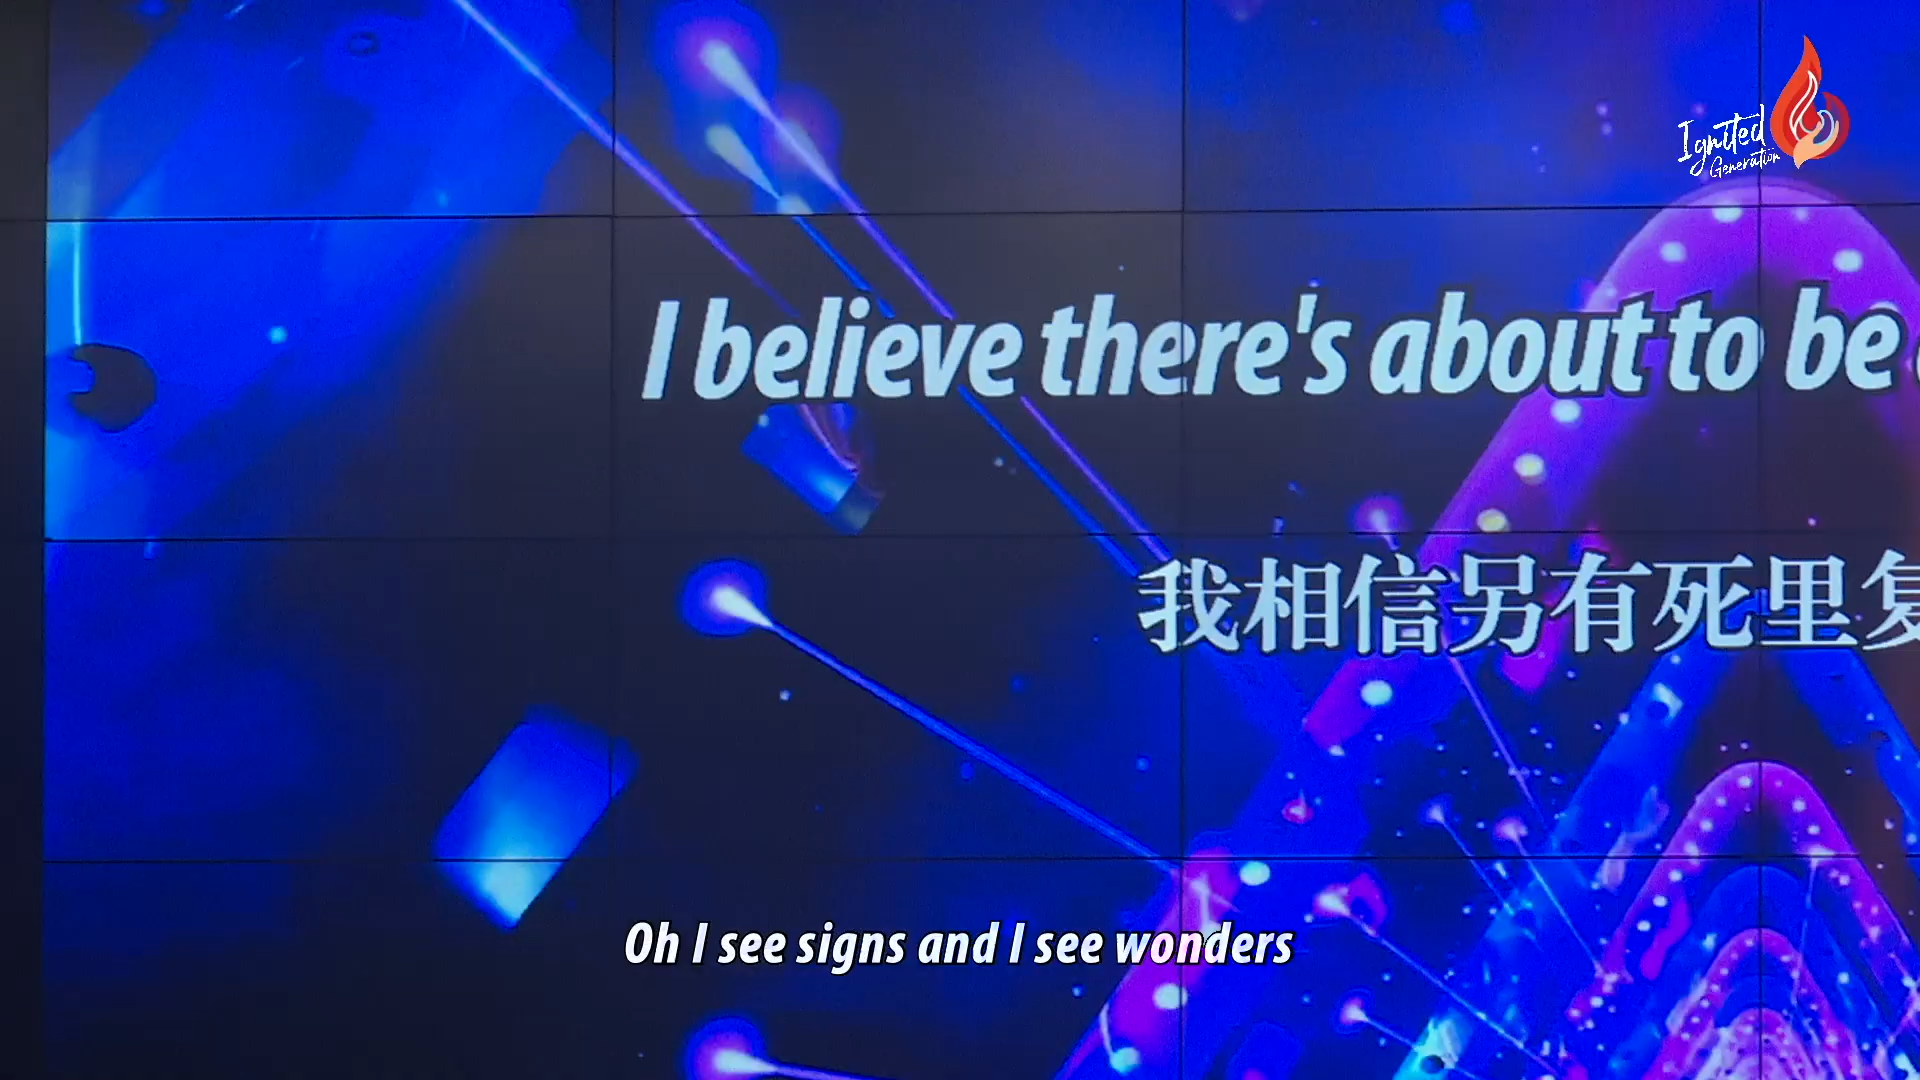 Ignited
Generation
I believe there's about to be
我相信另有死里复
Oh I see signs and I see wonders